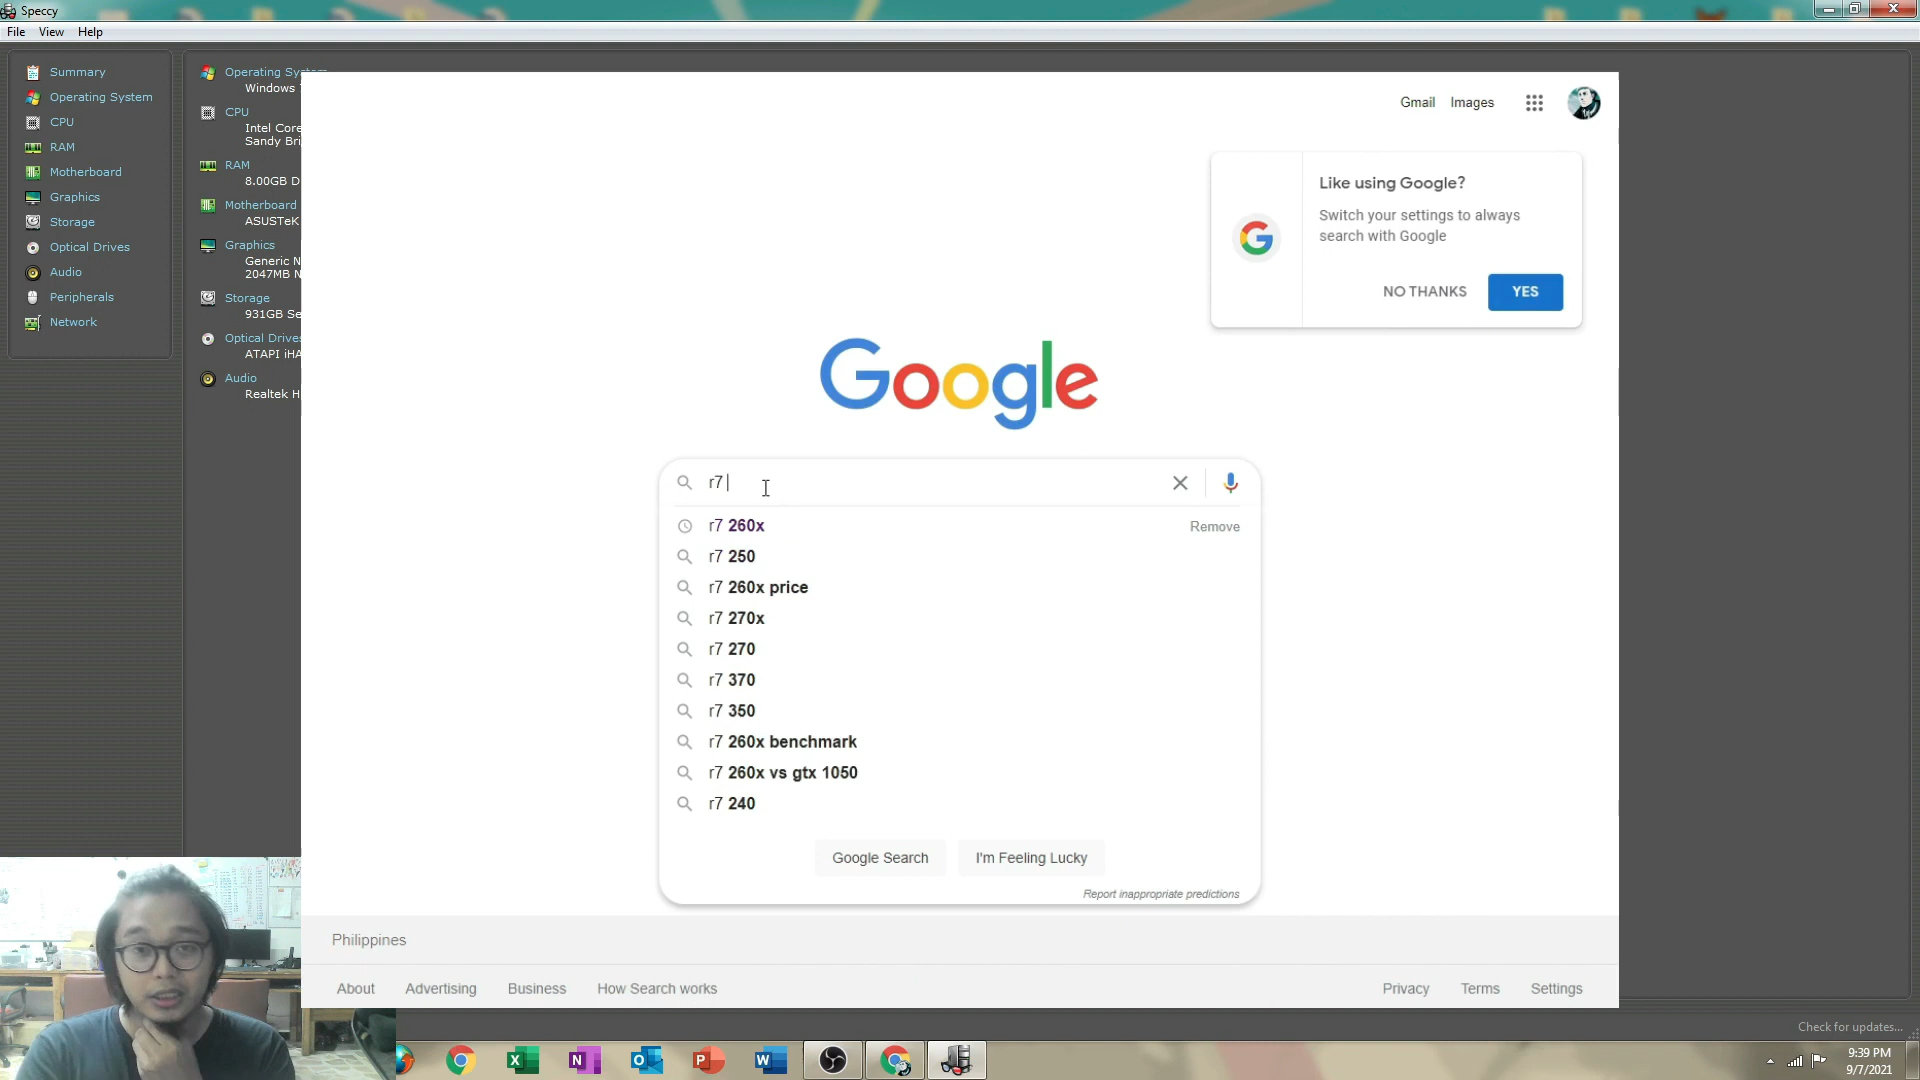 Speccy
File View Help
Summary
Operating System
CPU
RAM
Motherboard
Graphics
Storage
Optical Drives
Audio
Peripherals
Network
Operating System
Windows
CPU
Intel Core
Sandy Bri
RAM
8.00GB D
Motherboard
ASUSTeK
Graphics
Generic N
2047MB N
Storage
931GB Se
Optical Drives
ATAPI iHA
Audio
Realtek H
Gmail Images
Like using Google?
Switch your settings to always
search with Google
NO THANKS YES
Google
r7
r7 260x Remove
r7 250
r7 260x price
r7 270x
r7 270
r7 370
r7 350
r7 260x benchmark
r7 260x vs gtx 1050
r7 240
Google Search I'm Feeling Lucky
Report inappropriate predictions
Philippines
About Advertising Business How Search works Privacy Terms Settings
Check for updates...
9:39 PM
9/7/2021